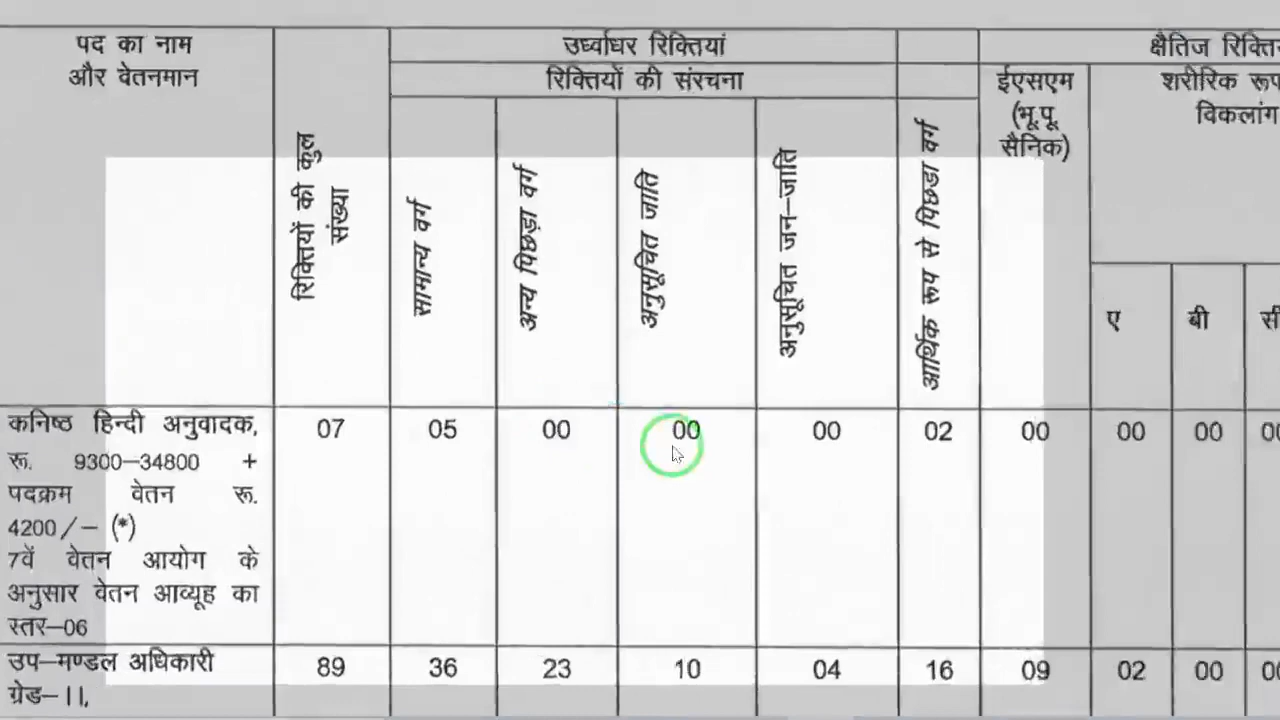 पद का नाम
और वेतनमान
रिक्तियों की कुल
संख्या
उर्ध्वाधर रिक्तियां
रिक्तियों की संरचना
सामान्य वर्ग
अन्य पिछड़ा वर्ग
अनुसूचित जाति
अनुसूचित जन–जाति
आर्थिक रूप से पिछड़ा वर्ग
ईएसएम
(भू.पू.
सैनिक)
क्षैतिज
शरीरिक
विकलांग
ए बी सी
कनिष्ठ हिन्दी अनुवादक, 07 05 00 00 00 02 00 00 00
रू. 9300–34800 +
पदक्रम वेतन रू.
4200/– (*)
7वें वेतन आयोग के
अनुसार वेतन आव्यूह का
स्तर–06
उप–मण्डल अधिकारी 89 36 23 10 04 16 09 02 00
ग्रेड–II,